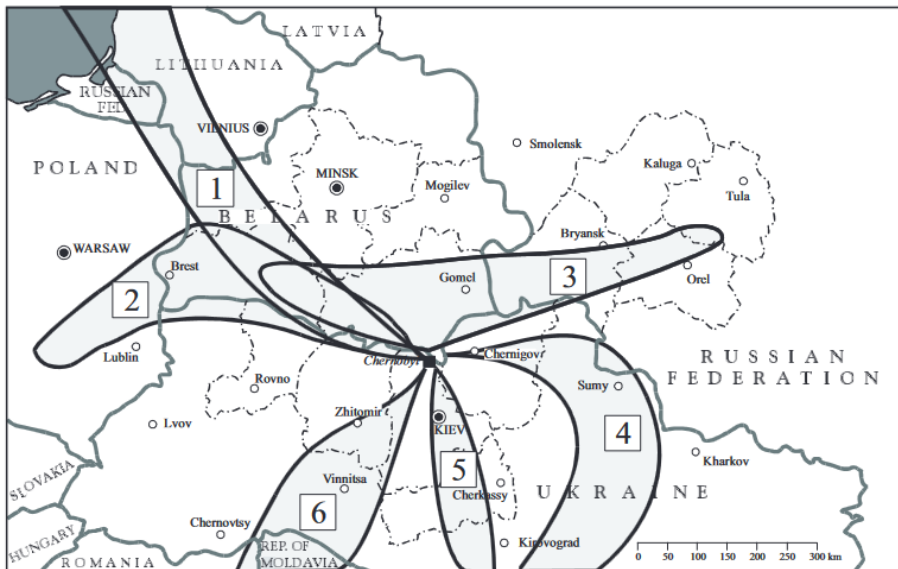 LATVIA
LITHUANIA
RUSSIAN
FED.
VILNIUS
Smolensk
Kaluga
POLAND
1
MINSK
Mogilev
Tula
BELARUS
WARSAW
Bryansk
Brest
2
Gomel
3
Orel
Lublin
Chernobyl
Chernigov
RUSSIAN
FEDERATION
Rovno
Sumy
Zhitomir
KIEV
Lvov
4
Kharkov
SLOVAKIA
5
Vinnitsa
Cherkassy
UKRAINE
6
Chernovtsy
HUNGARY
REP. OF
MOLDAVIA
Kirovograd
ROMANIA
0 50 100 150 200 250 300 km